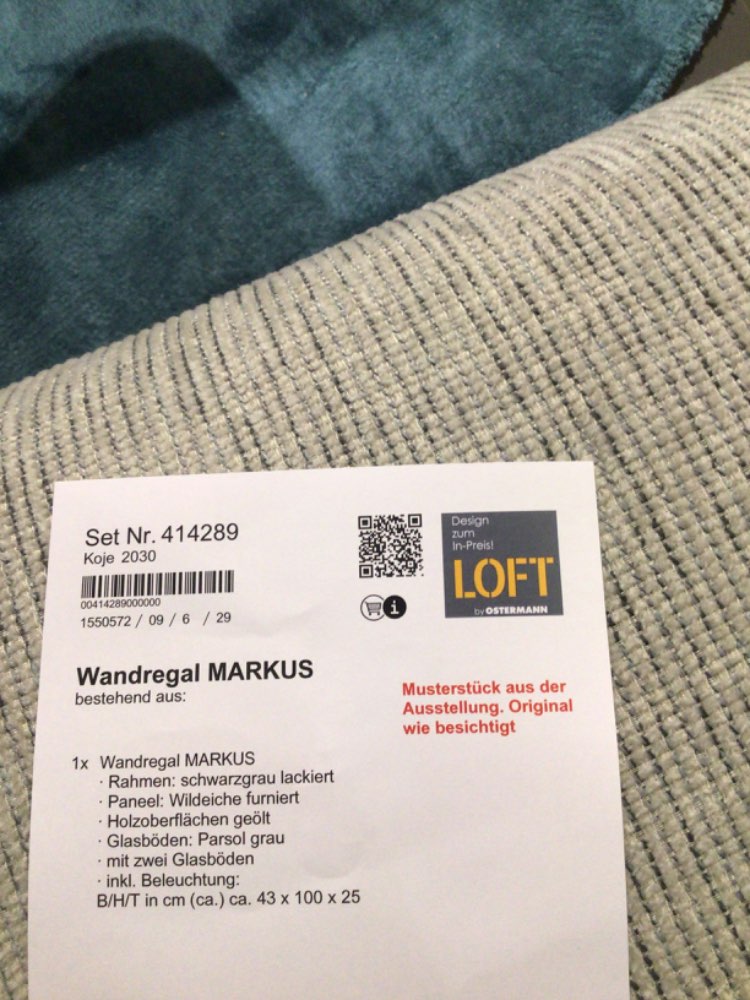 Set Nr. 414289
Koje 2030
00414289000000
1550572 / 09 / 6 / 29
Design
zum
In-Preis!
LOFT
by OSTERMANN
i
Wandregal MARKUS
bestehend aus:
Musterstück aus der
Ausstellung. Original
wie besichtigt
1x Wandregal MARKUS
· Rahmen: schwarzgrau lackiert
· Paneel: Wildeiche furniert
· Holzoberflächen geölt
· Glasböden: Parsol grau
· mit zwei Glasböden
· inkl. Beleuchtung:
B/H/T in cm (ca.) ca. 43 x 100 x 25